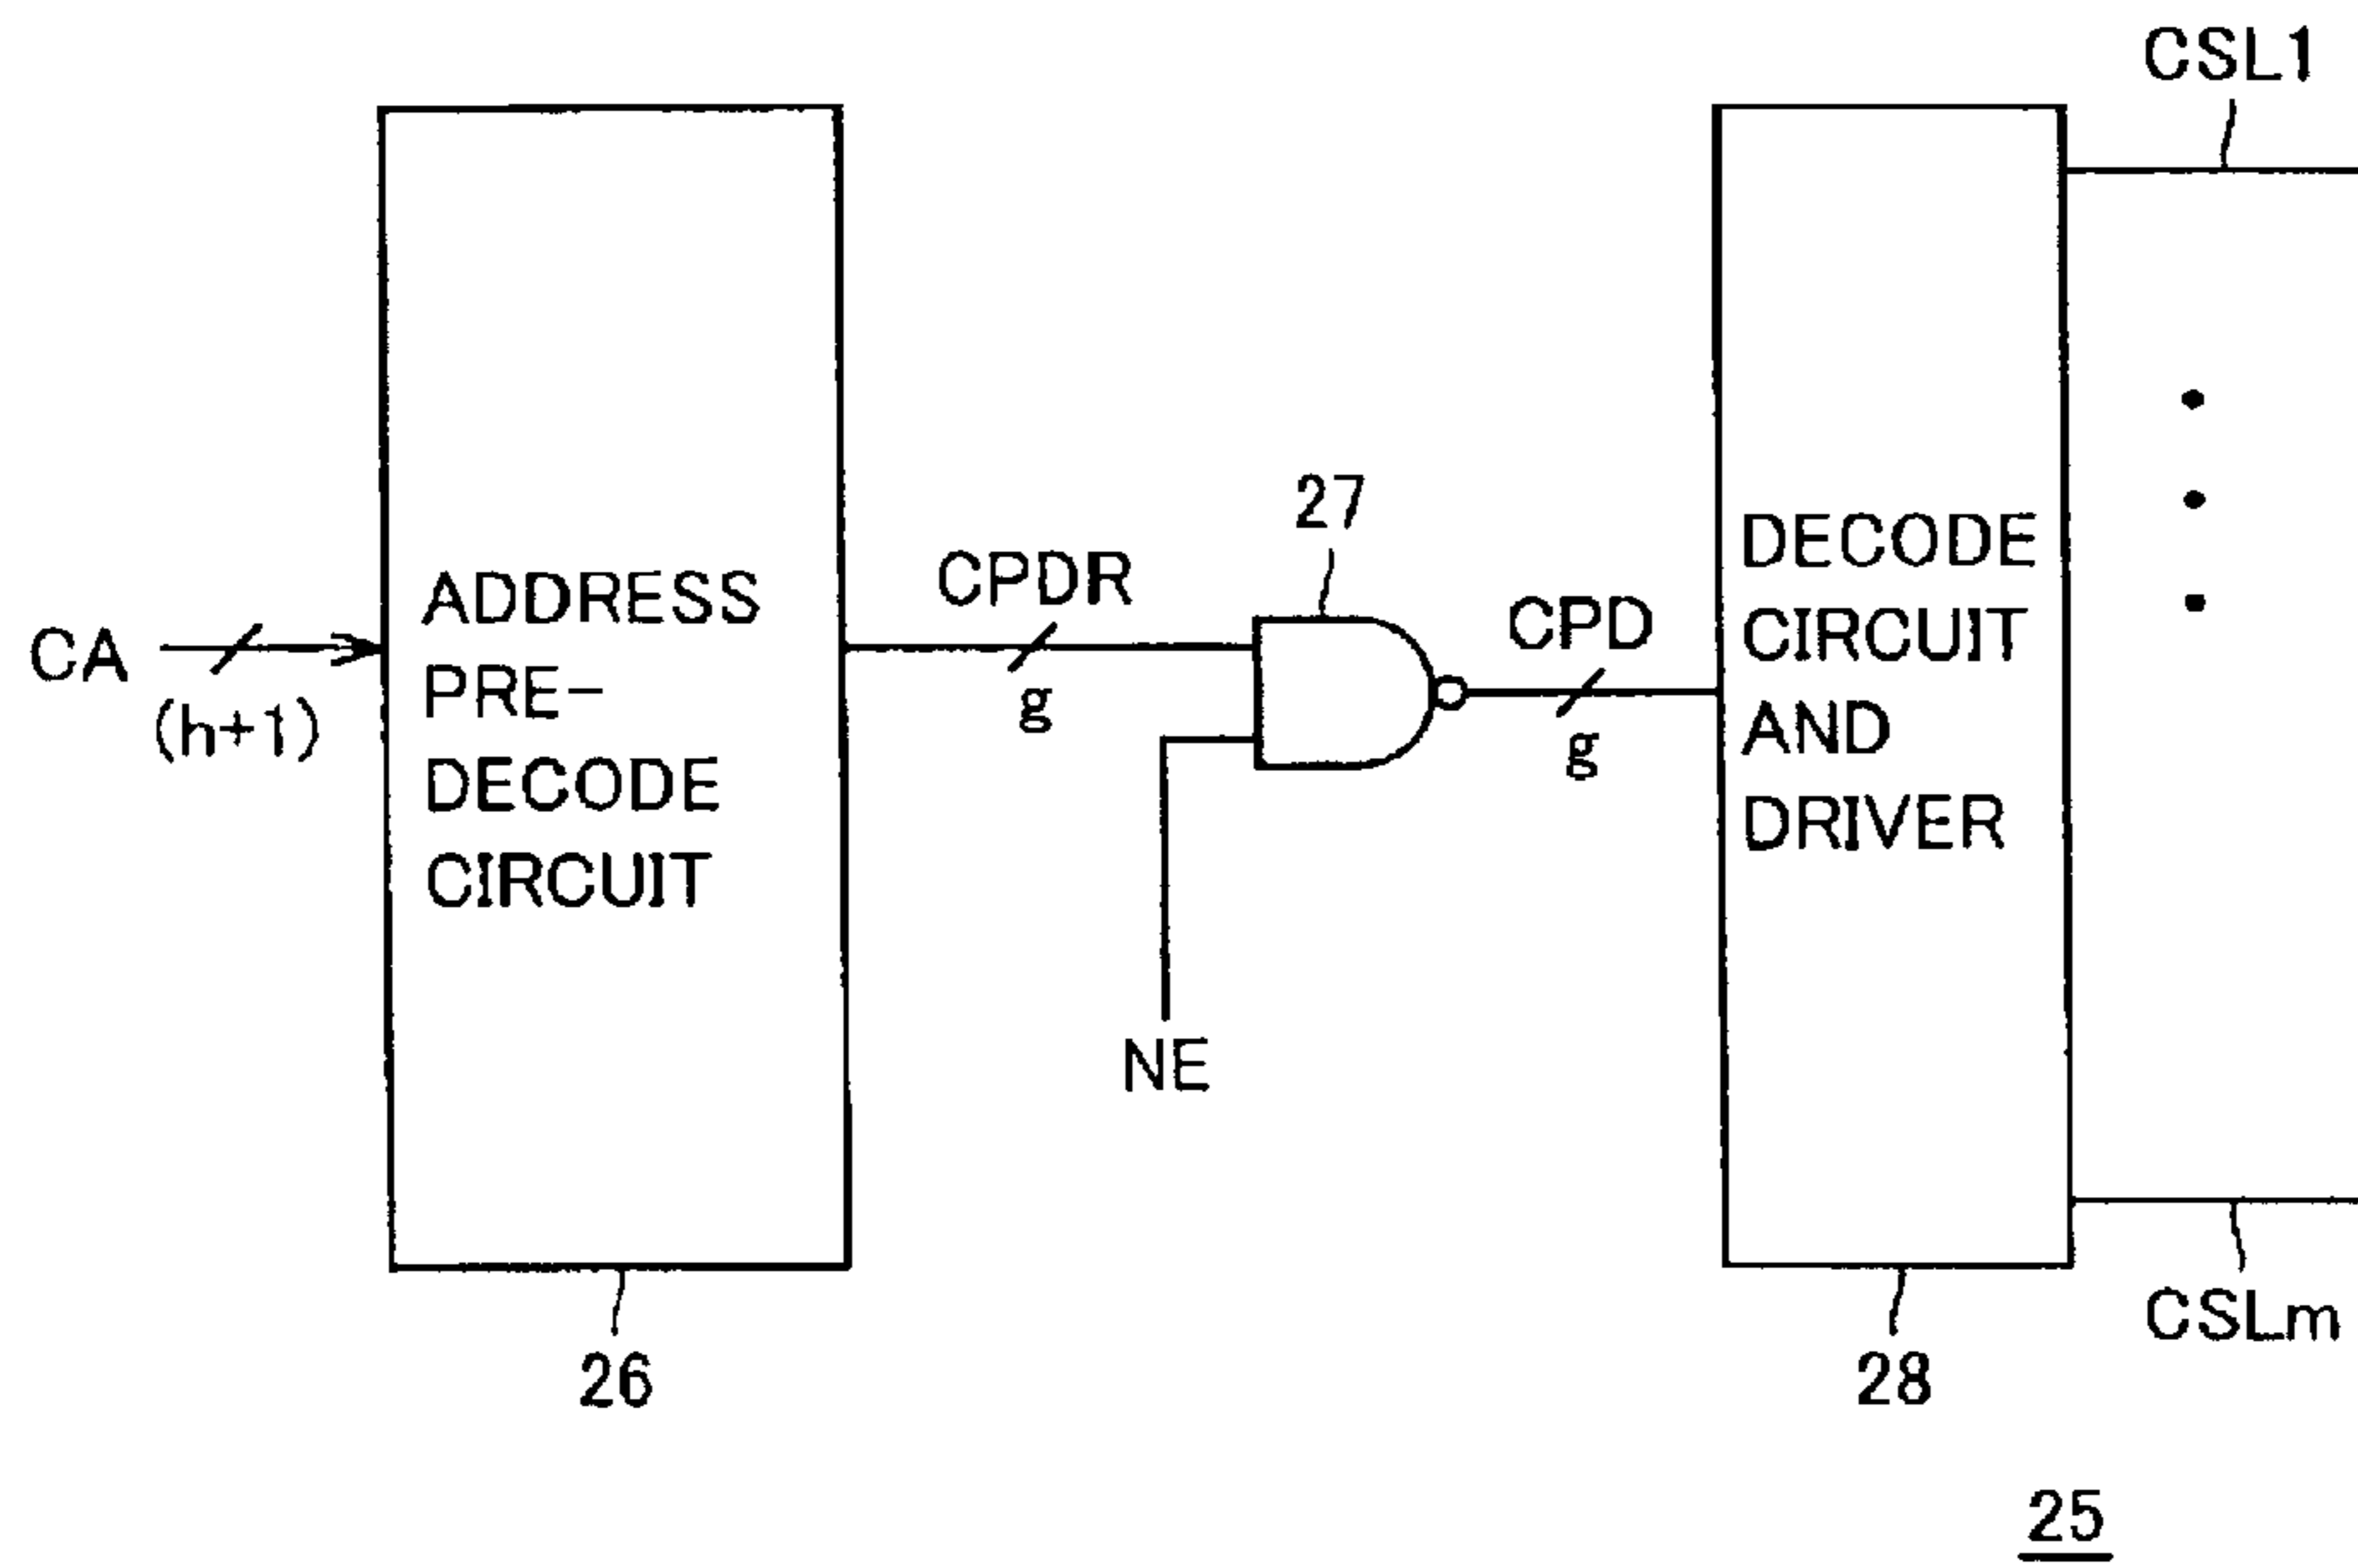 CSL1
27
CPDR
CPD
ADDRESS
PRE-
DECODE
CIRCUIT
CA
(h+1)
g
g
DECODE
CIRCUIT
AND
DRIVER
NE
CSLm
26
28
25